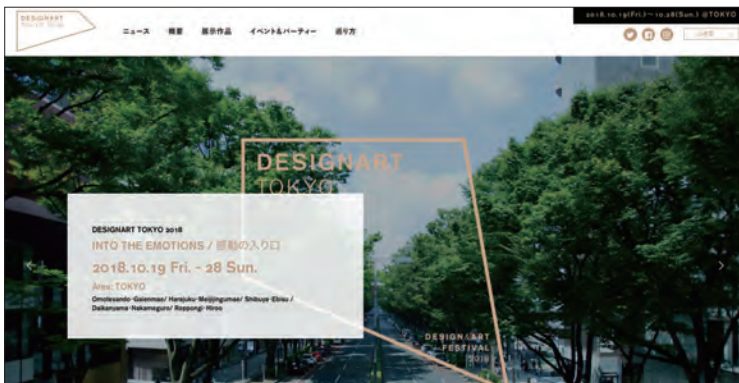 DESIGNART
TOKYO 2018
ニュース 概要 展示作品 イベント&パーティー 巡り方
2018.10.19(Fri.)〜10.28(Sun.) @TOKYO
DESIGNART
TOKYO
DESIGNART TOKYO 2018
INTO THE EMOTIONS / 感動の入り口
2018.10.19 Fri. - 28 Sun.
Area: TOKYO
Omotesando･Gaienmae/ Harajuku･Meijijingumae/ Shibuya･Ebisu /
Daikanyama･Nakameguro/ Roppongi･Hiroo
DESIGN/ART
FESTIVAL
2018